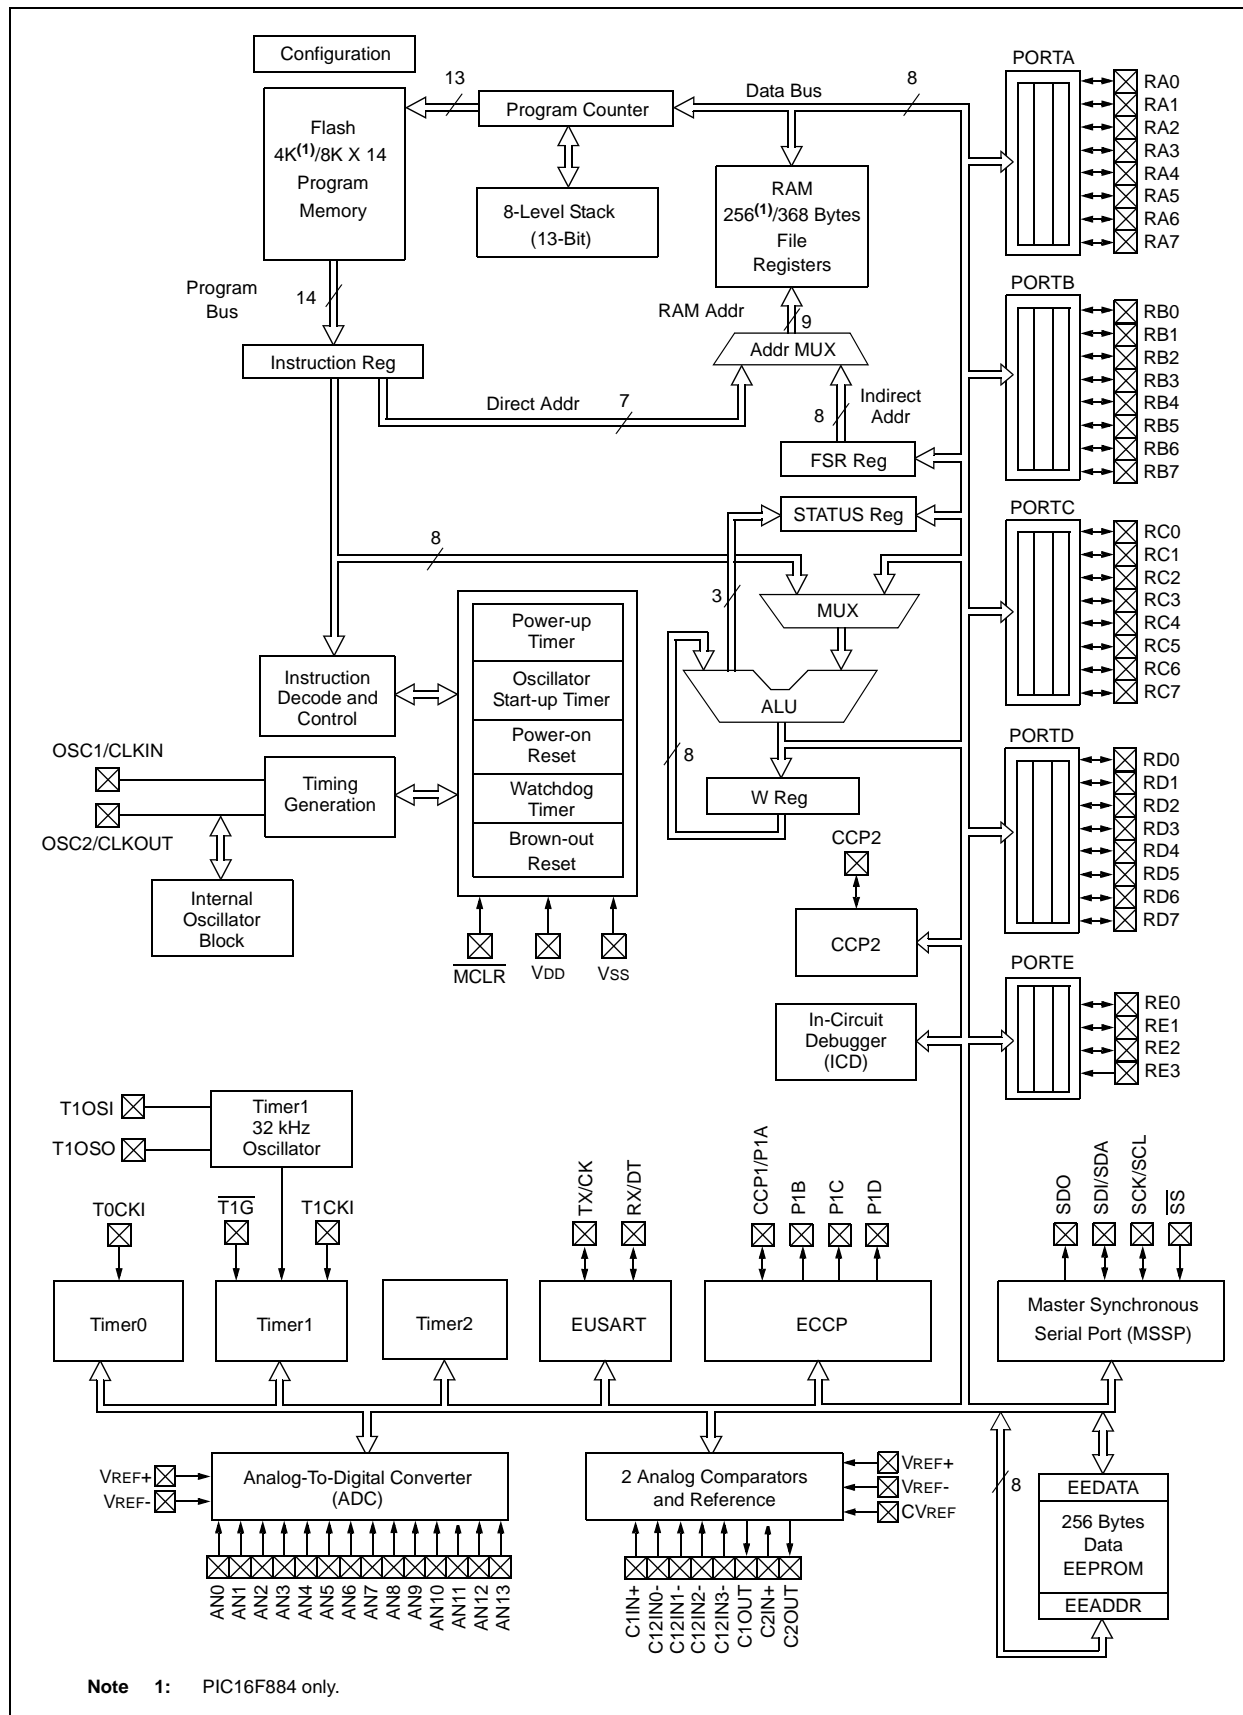 Configuration
PORTA
13
Data Bus
8
Flash
4K(1)/8K X 14
Program
Memory
Program Counter
8-Level Stack
(13-Bit)
RAM
256(1)/368 Bytes
File
Registers
RA0
RA1
RA2
RA3
RA4
RA5
RA6
RA7
Program
Bus
14
RAM Addr
9
PORTB
RB0
RB1
RB2
RB3
RB4
RB5
RB6
RB7
Instruction Reg
Addr MUX
Direct Addr
7
8
Indirect
Addr
FSR Reg
STATUS Reg
PORTC
RC0
RC1
RC2
RC3
RC4
RC5
RC6
RC7
8
3
MUX
Power-up
Timer
Oscillator
Start-up Timer
Power-on
Reset
Watchdog
Timer
Brown-out
Reset
Instruction
Decode and
Control
ALU
8
W Reg
OSC1/CLKIN
OSC2/CLKOUT
Timing
Generation
Internal
Oscillator
Block
MCLR
VDD
VSS
PORTD
RD0
RD1
RD2
RD3
RD4
RD5
RD6
RD7
CCP2
CCP2
PORTE
RE0
RE1
RE2
RE3
In-Circuit
Debugger
(ICD)
T1OSI
T1OSO
Timer1
32 kHz
Oscillator
T0CKI
T1G
T1CKI
TX/CK
RX/DT
CCP1/P1A
P1B
P1C
P1D
SDO
SDI/SDA
SCK/SCL
SS
Timer0
Timer1
Timer2
EUSART
ECCP
Master Synchronous
Serial Port (MSSP)
VREF+
VREF-
Analog-To-Digital Converter
(ADC)
2 Analog Comparators
and Reference
VREF+
VREF-
CVREF
8
EEDATA
256 Bytes
Data
EEPROM
EEADDR
AN0
AN1
AN2
AN3
AN4
AN5
AN6
AN7
AN8
AN9
AN10
AN11
AN12
AN13
C1IN+
C12IN0-
C12IN1-
C12IN2-
C12IN3-
C1OUT
C2IN+
C2OUT
Note 1: PIC16F884 only.